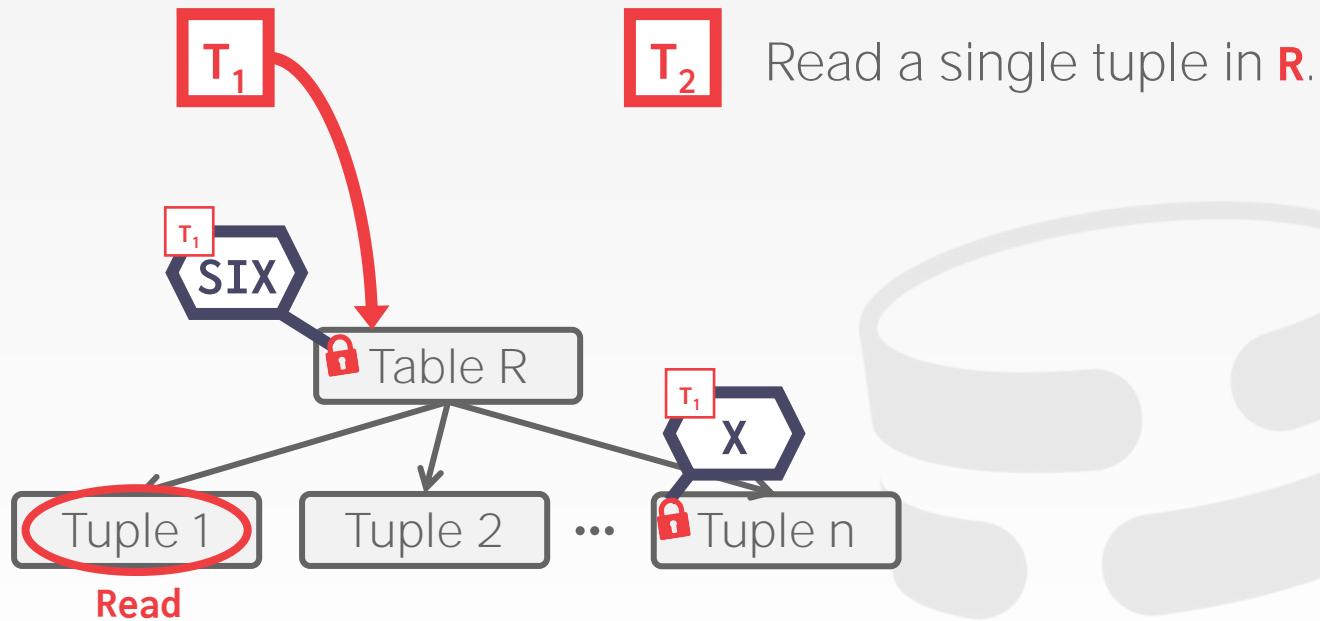 T₁
T₂ Read a single tuple in R.
T₁
SIX
Table R
T₁
X
Tuple 1
Tuple 2
...
Tuple n
Read